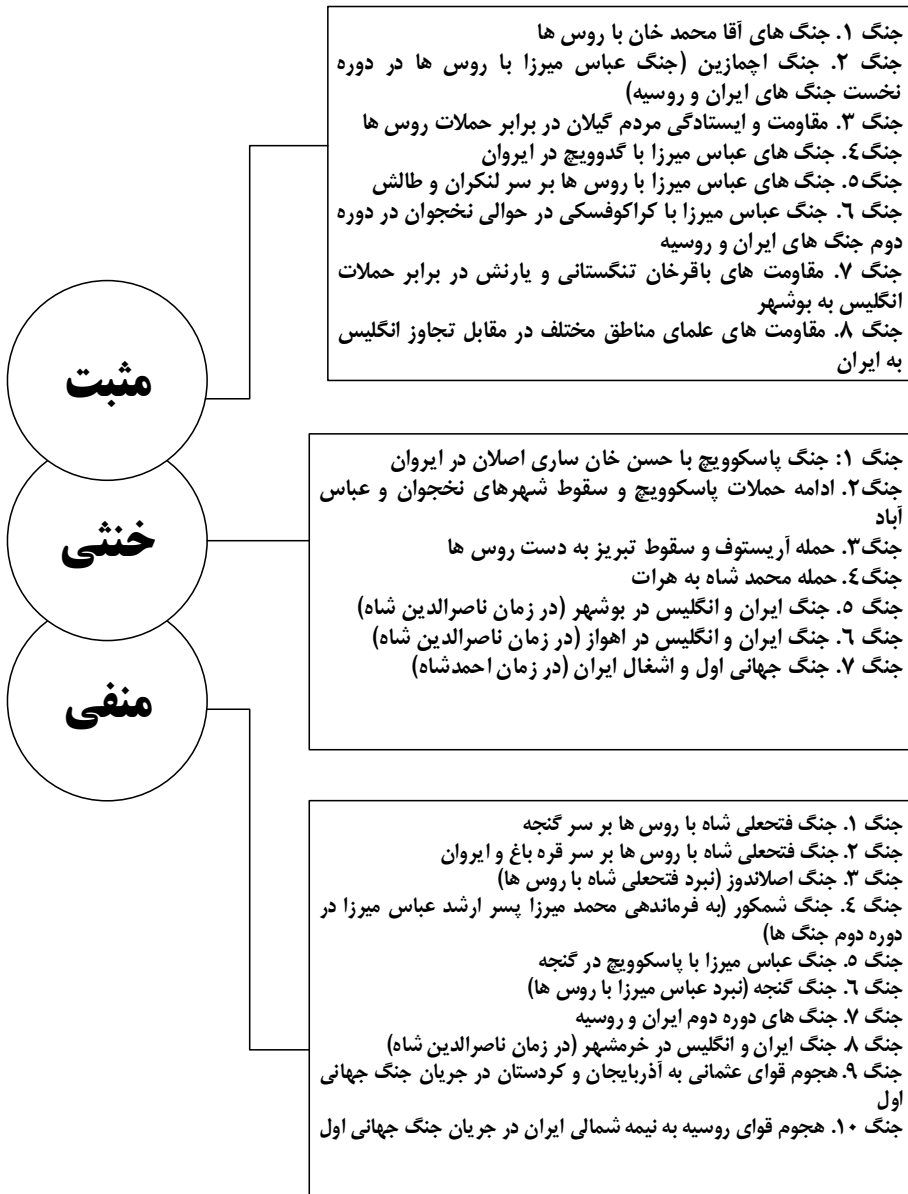 جنگ ۱. جنگ های آقا محمد خان با روس ها
جنگ ۲. جنگ اچمازین (جنگ عباس میرزا با روس ها در دوره
نخست جنگ های ایران و روسیه)
جنگ ۳. مقاومت و ایستادگی مردم گیلان در برابر حملات روس ها
جنگ٤. جنگ های عباس میرزا با گدوویچ در ایروان
جنگ٥. جنگ های عباس میرزا با روس ها بر سر لنکران و طالش
جنگ ٦. جنگ عباس میرزا با کراکوفسکی در حوالی نخجوان در دوره
دوم جنگ های ایران و روسیه
جنگ ۷. مقاومت های باقرخان تنگستانی و یارنش در برابر حملات
انگلیس به بوشهر
جنگ ۸. مقاومت های علمای مناطق مختلف در مقابل تجاوز انگلیس
به ایران
مثبت
جنگ ۱: جنگ پاسکوویچ با حسن خان ساری اصلان در ایروان
جنگ۲. ادامه حملات پاسکوویچ و سقوط شهرهای نخجوان و عباس
آباد
جنگ۳. حمله آریستوف و سقوط تبریز به دست روس ها
جنگ٤. حمله محمد شاه به هرات
جنگ ٥. جنگ ایران و انگلیس در بوشهر (در زمان ناصرالدین شاه)
جنگ ٦. جنگ ایران و انگلیس در اهواز (در زمان ناصرالدین شاه)
جنگ ۷. جنگ جهانی اول و اشغال ایران (در زمان احمدشاه)
خنثی
منفی
جنگ ۱. جنگ فتحعلی شاه با روس ها بر سر گنجه
جنگ ۲. جنگ فتحعلی شاه با روس ها بر سر قره باغ و ایروان
جنگ ۳. جنگ اصلاندوز (نبرد فتحعلی شاه با روس ها)
جنگ ٤. جنگ شمکور (به فرماندهی محمد میرزا پسر ارشد عباس میرزا در
دوره دوم جنگ ها)
جنگ ٥. جنگ عباس میرزا با پاسکوویچ در گنجه
جنگ ٦. جنگ گنجه (نبرد عباس میرزا با روس ها)
جنگ ۷. جنگ های دوره دوم ایران و روسیه
جنگ ۸. جنگ ایران و انگلیس در خرمشهر (در زمان ناصرالدین شاه)
جنگ ۹. هجوم قوای عثمانی به آذربایجان و کردستان در جریان جنگ جهانی
اول
جنگ ۱۰. هجوم قوای روسیه به نیمه شمالی ایران در جریان جنگ جهانی اول